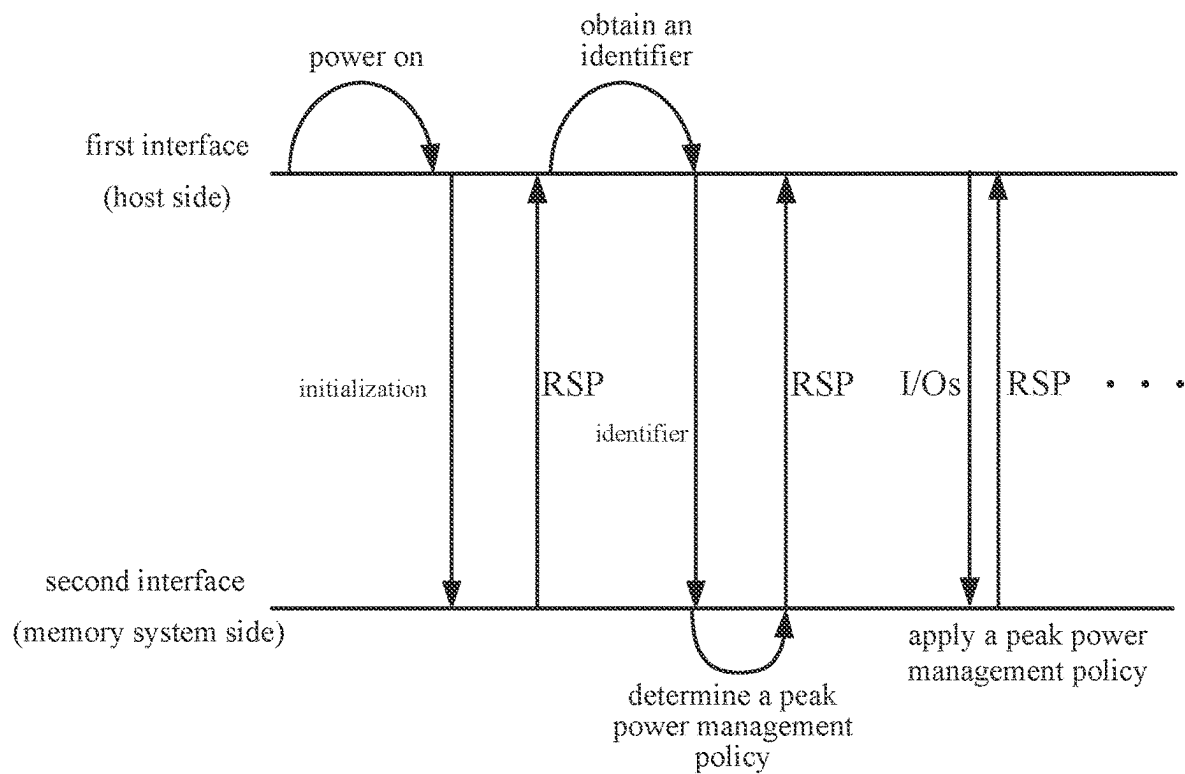 obtain an
identifier
power on
first interface
(host side)
initialization
RSP
identifier
RSP
I/Os
RSP
. . .
second interface
(memory system side)
apply a peak power
management policy
determine a peak
power management
policy